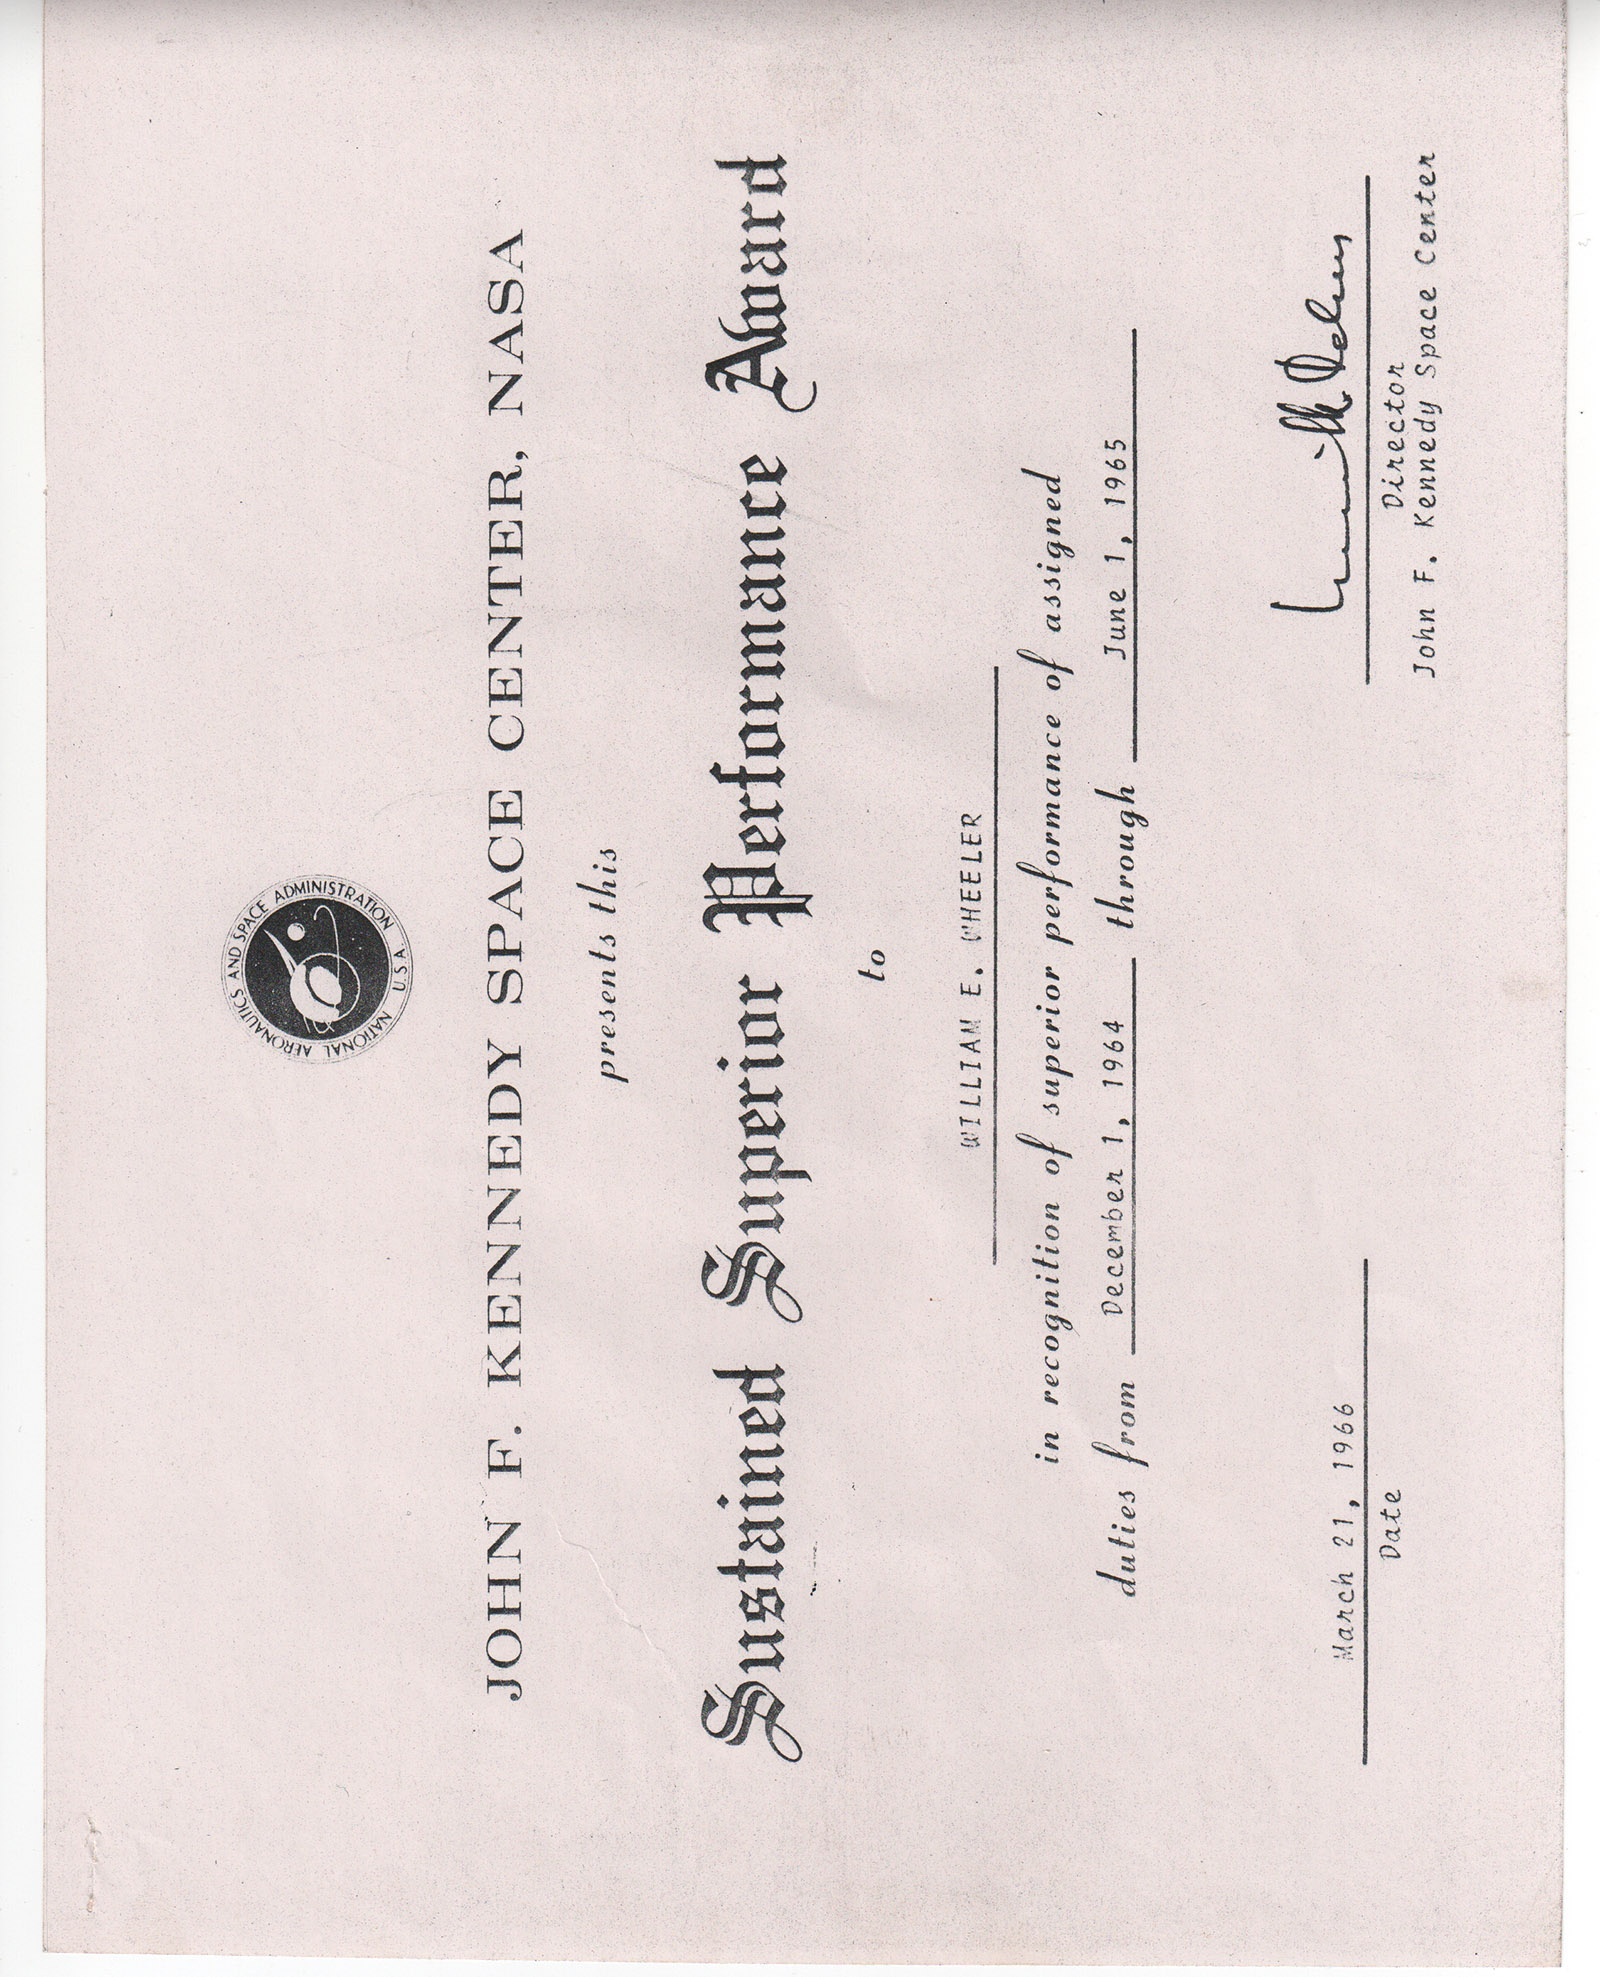 NATIONAL AERONAUTICS AND SPACE ADMINISTRATION U.S.A.
JOHN F. KENNEDY SPACE CENTER, NASA
presents this
Sustained Superior Performance Award
to
WILLIAM E. WHEELER
in recognition of superior performance of assigned
duties from December 1, 1964 through June 1, 1965
March 21, 1966
Date
Director
John F. Kennedy Space Center